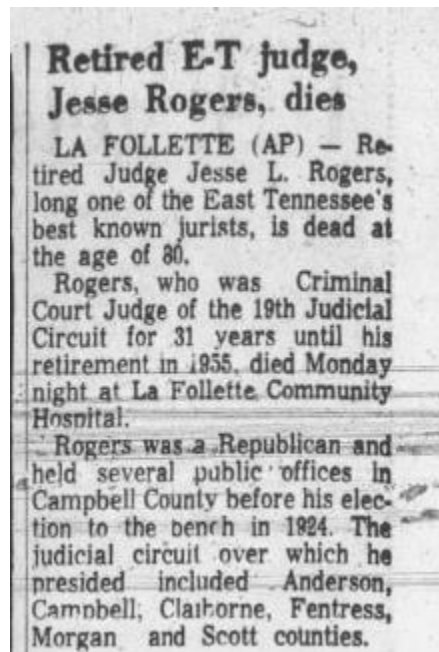 Retired E-T judge,
Jesse Rogers, dies
LA FOLLETTE (AP) — Re-
tired Judge Jesse L. Rogers,
long one of the East Tennessee's
best known jurists, is dead at
the age of 80.
Rogers, who was Criminal
Court Judge of the 19th Judicial
Circuit for 31 years until his
retirement in 1955, died Monday
night at La Follette Community
Hospital.
Rogers was a Republican and
held several public offices in
Campbell County before his elec-
tion to the bench in 1924. The
judicial circuit over which he
presided included Anderson,
Campbell, Claiborne, Fentress,
Morgan and Scott counties.